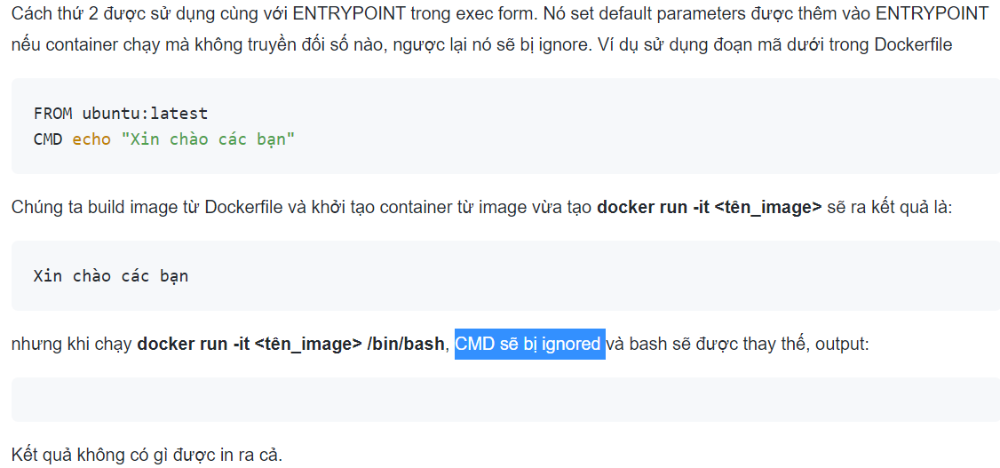 Cách thứ 2 được sử dụng cùng với ENTRYPOINT trong exec form. Nó set default parameters được thêm vào ENTRYPOINT
nếu container chạy mà không truyền đối số nào, ngược lại nó sẽ bị ignore. Ví dụ sử dụng đoạn mã dưới trong Dockerfile
FROM ubuntu:latest
CMD echo "Xin chào các bạn"
Chúng ta build image từ Dockerfile và khởi tạo container từ image vừa tạo docker run -it <tên_image> sẽ ra kết quả là:
Xin chào các bạn
nhưng khi chạy docker run -it <tên_image> /bin/bash, CMD sẽ bị ignored và bash sẽ được thay thế, output:
Kết quả không có gì được in ra cả.